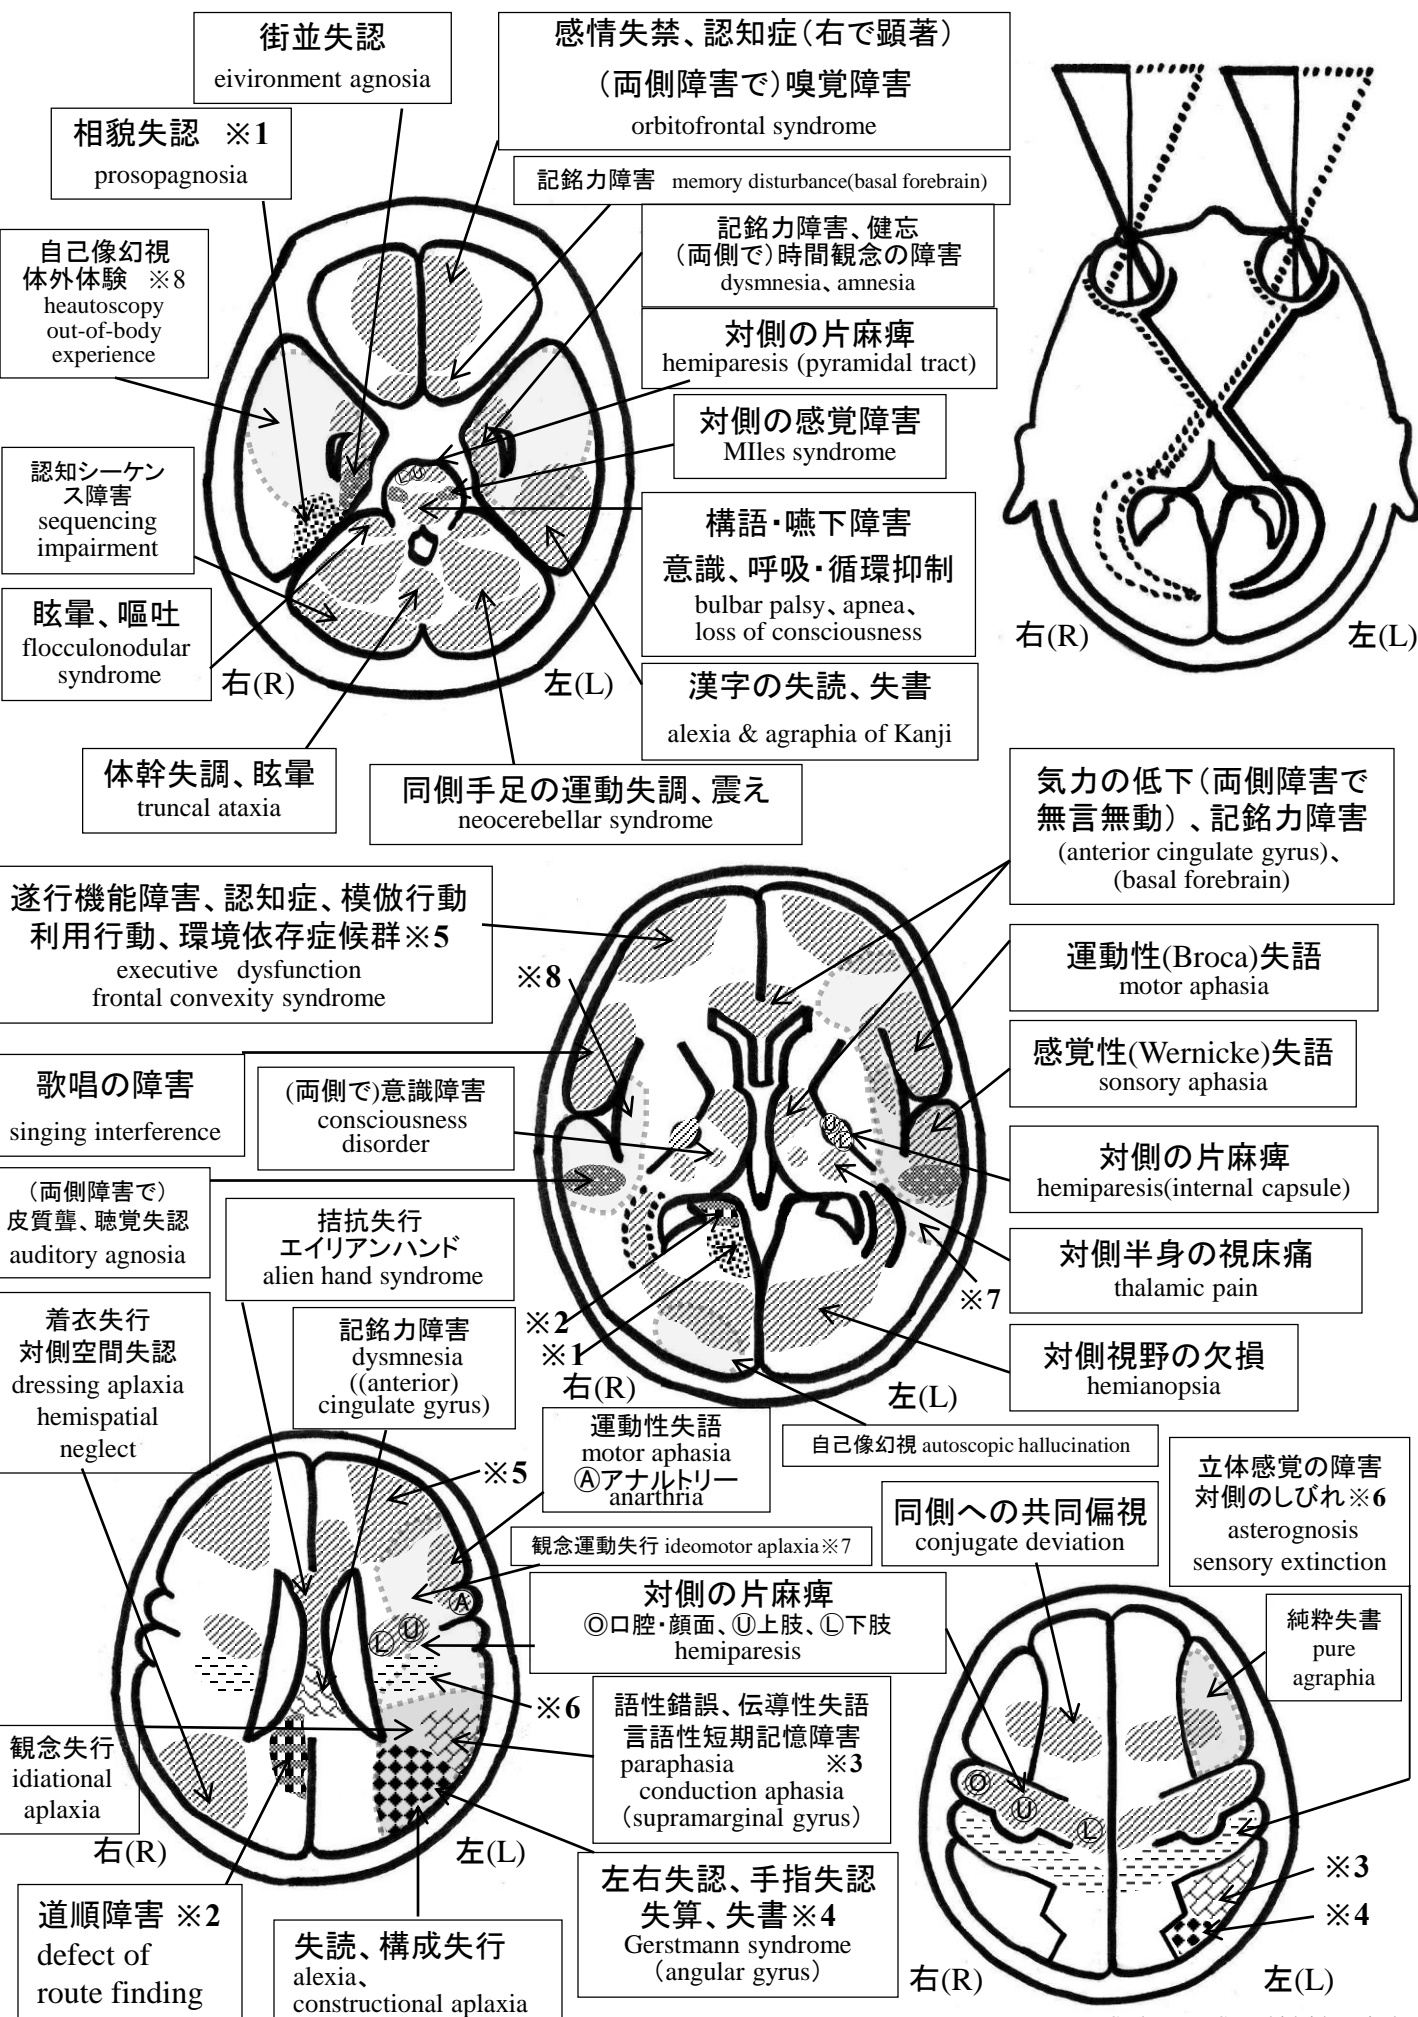 街並失認
eivironment agnosia
感情失禁、認知症(右で顕著)
(両側障害で)嗅覚障害
orbitofrontal syndrome
相貌失認 ※1
prosopagnosia
記銘力障害 memory disturbance(basal forebrain)
記銘力障害、健忘
(両側で)時間観念の障害
dysmnesia、amnesia
自己像幻視
体外体験 ※8
heautoscopy
out-of-body
experience
対側の片麻痺
hemiparesis (pyramidal tract)
対側の感覚障害
MIles syndrome
認知シーケン
ス障害
sequencing
impairment
構語・嚥下障害
意識、呼吸・循環抑制
bulbar palsy、apnea、
loss of consciousness
眩暈、嘔吐
flocculonodular
syndrome
漢字の失読、失書
alexia & agraphia of Kanji
L U
右(R)
左(L)
右(R)
左(L)
体幹失調、眩暈
truncal ataxia
同側手足の運動失調、震え
neocerebellar syndrome
気力の低下(両側障害で
無言無動)、記銘力障害
(anterior cingulate gyrus)、
(basal forebrain)
遂行機能障害、認知症、模倣行動
利用行動、環境依存症候群※5
executive dysfunction
frontal convexity syndrome
※8
運動性(Broca)失語
motor aphasia
感覚性(Wernicke)失語
sonsory aphasia
歌唱の障害
singing interference
(両側で)意識障害
consciousness
disorder
Ⓤ
Ⓛ
対側の片麻痺
hemiparesis(internal capsule)
(両側障害で)
皮質聾、聴覚失認
auditory agnosia
拮抗失行
エイリアンハンド
alien hand syndrome
対側半身の視床痛
thalamic pain
※7
着衣失行
対側空間失認
dressing aplaxia
hemispatial
neglect
記銘力障害
dysmnesia
((anterior)
cingulate gyrus)
※2
※1
右(R)
左(L)
対側視野の欠損
hemianopsia
自己像幻視 autoscopic hallucination
運動性失語
motor aphasia
Ⓐアナルトリー
anarthria
※5
立体感覚の障害
対側のしびれ※6
asterognosis
sensory extinction
同側への共同偏視
conjugate deviation
観念運動失行 ideomotor aplaxia※7
対側の片麻痺
Ⓞ口腔・顔面、Ⓤ上肢、Ⓛ下肢
hemiparesis
純粋失書
pure
agraphia
Ⓐ
Ⓤ
Ⓛ
※6
語性錯誤、伝導性失語
言語性短期記憶障害
paraphasia ※3
conduction aphasia
(supramarginal gyrus)
観念失行
idiational
aplaxia
Ⓞ
Ⓤ
Ⓛ
右(R)
左(L)
左右失認、手指失認
失算、失書※4
Gerstmann syndrome
(angular gyrus)
※3
※4
道順障害 ※2
defect of
route finding
失読、構成失行
alexia、
constructional aplaxia
右(R)
左(L)